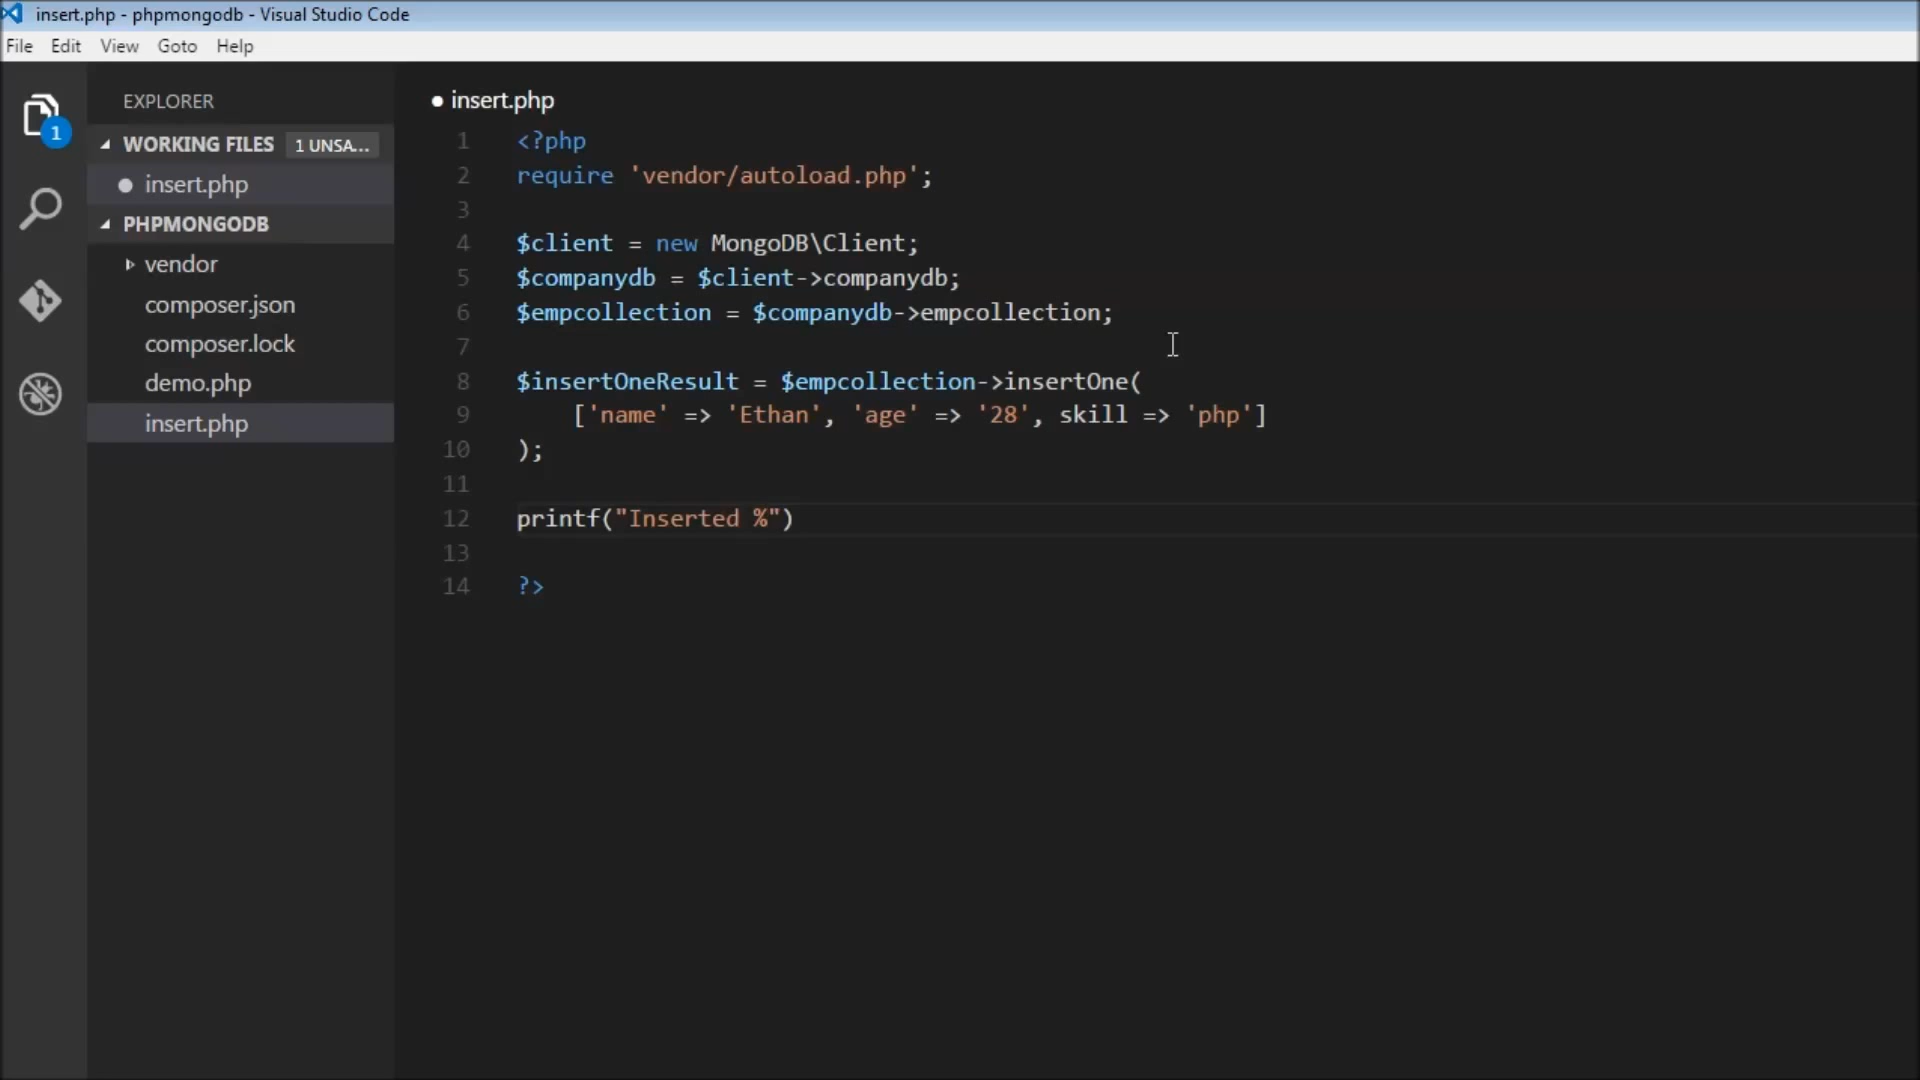 insert.php - phpmongodb - Visual Studio Code
File Edit View Goto Help
EXPLORER
WORKING FILES 1 UNSA...
insert.php
PHPMONGODB
vendor
composer.json
composer.lock
demo.php
insert.php
1
insert.php
1 <?php
2 require 'vendor/autoload.php';
3
4 $client = new MongoDB\Client;
5 $companydb = $client->companydb;
6 $empcollection = $companydb->empcollection;
7
8 $insertOneResult = $empcollection->insertOne(
9 ['name' => 'Ethan', 'age' => '28', skill => 'php']
10 );
11
12 printf("Inserted %")
13
14 ?>